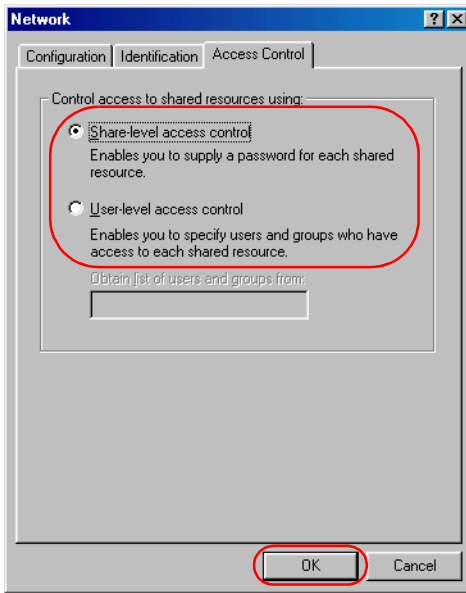 Network
Configuration Identification Access Control
Control access to shared resources using:
Share-level access control
Enables you to supply a password for each shared
resource.
User-level access control
Enables you to specify users and groups who have
access to each shared resource.
Obtain list of users and groups from:
OK Cancel